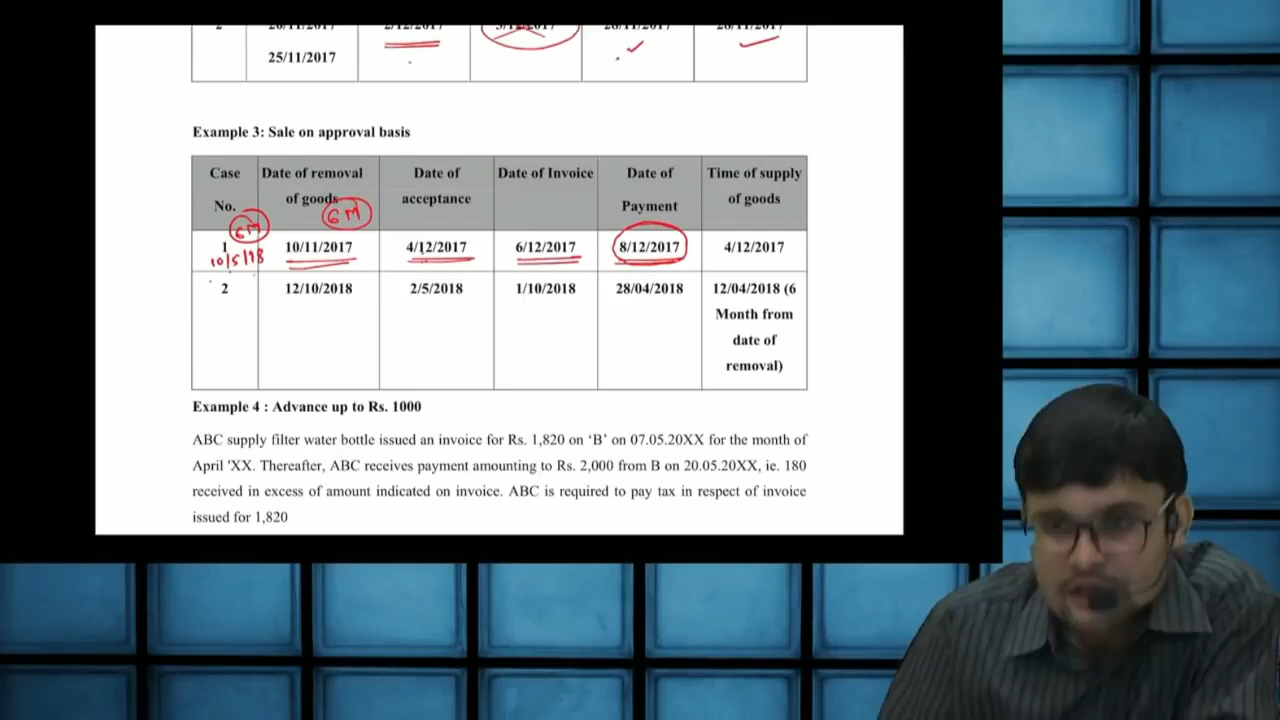 25/11/2017
Example 3: Sale on approval basis
Case No. Date of removal of goods Date of acceptance Date of Invoice Date of Payment Time of supply of goods
6M
6M
1 10/11/2017 4/12/2017 6/12/2017 8/12/2017 4/12/2017
10/5/18
2 12/10/2018 2/5/2018 1/10/2018 28/04/2018 12/04/2018 (6
Month from
date of
removal)
Example 4 : Advance up to Rs. 1000
ABC supply filter water bottle issued an invoice for Rs. 1,820 on ‘B’ on 07.05.20XX for the month of
April 'XX. Thereafter, ABC receives payment amounting to Rs. 2,000 from B on 20.05.20XX, ie. 180
received in excess of amount indicated on invoice. ABC is required to pay tax in respect of invoice
issued for 1,820